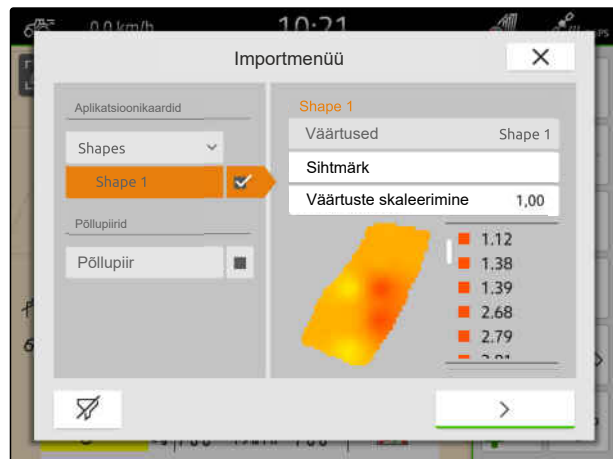 0.0 km/h
10:21
Importmenüü
Aplikatsioonikaardid
Shapes
Shape 1
Põllupiirid
Põllupiir
Shape 1
Väärtused Shape 1
Sihtmärk
Väärtuste skaleerimine 1,00
1.12
1.38
1.39
2.68
2.79